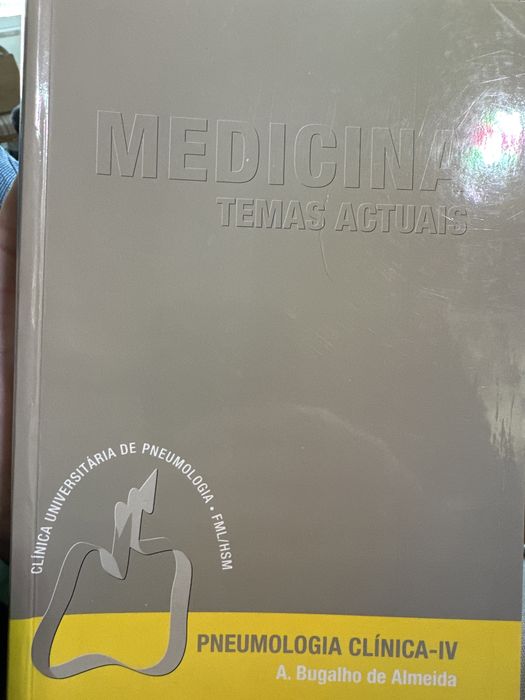 MEDICINA
TEMAS ACTUAIS
CLÍNICA UNIVERSITÁRIA DE PNEUMOLOGIA • FML/HSM
PNEUMOLOGIA CLÍNICA-IV
A. Bugalho de Almeida